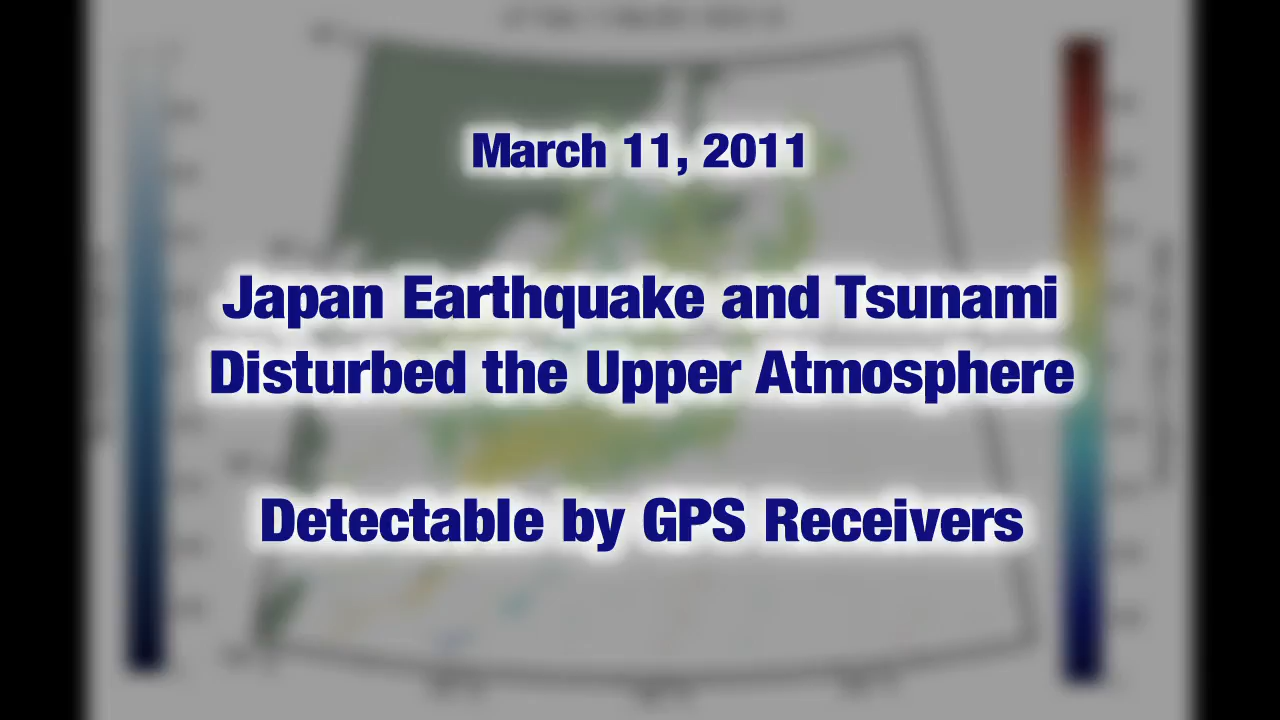 March 11, 2011
Japan Earthquake and Tsunami
Disturbed the Upper Atmosphere
Detectable by GPS Receivers